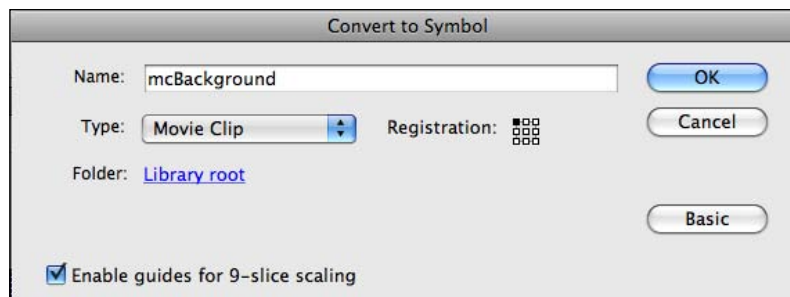 Convert to Symbol
Name: mcBackground OK
Type: Movie Clip Registration: Cancel
Folder: Library root
Basic
Enable guides for 9-slice scaling